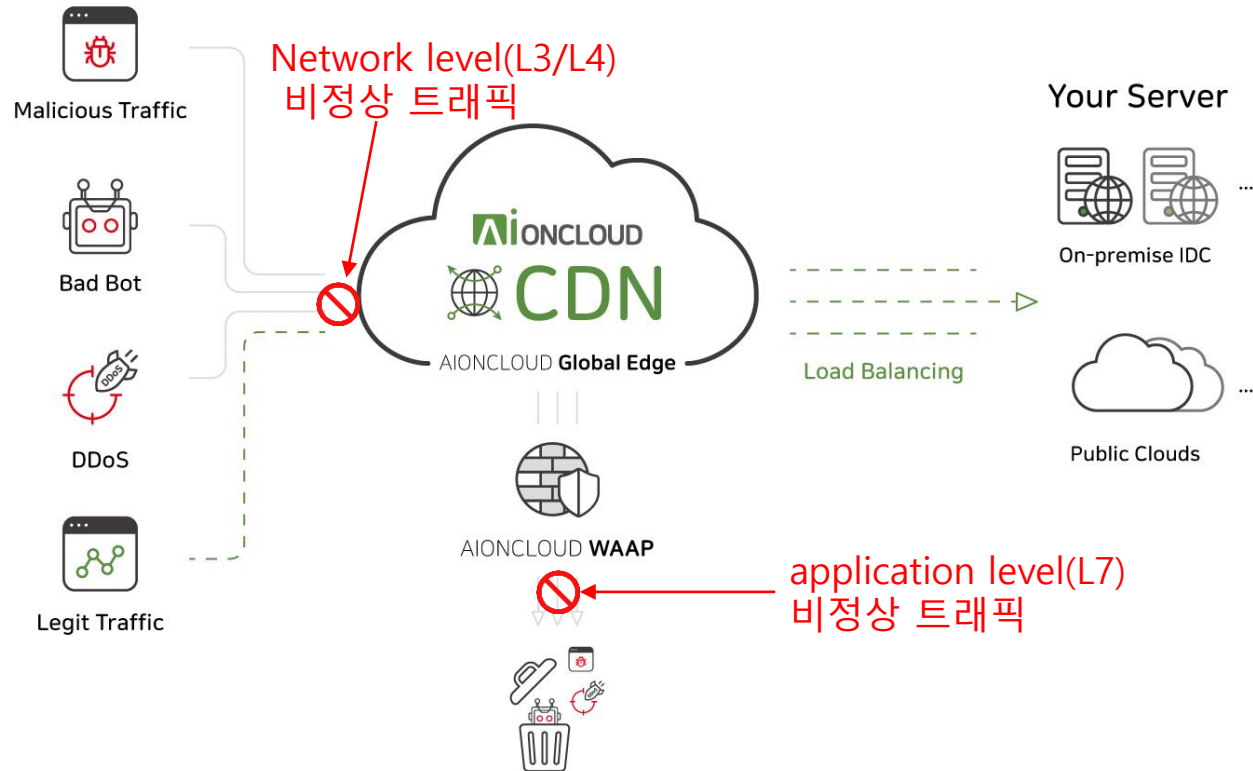 Network level(L3/L4)
비정상 트래픽
Malicious Traffic
Bad Bot
DDoS
DDoS
Legit Traffic
AIONCLOUD
CDN
AIONCLOUD Global Edge
AIONCLOUD WAAP
application level(L7)
비정상 트래픽
DDoS
Load Balancing
Your Server
...
On-premise IDC
...
Public Clouds